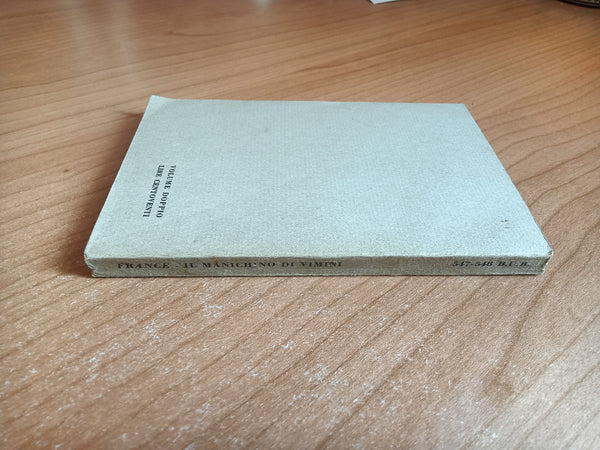 VOLUME DOPPIO
LIRE CENTOVENTI
FRANCE - IL MANICHINO DI VIMINI
547-548 B.U.R.